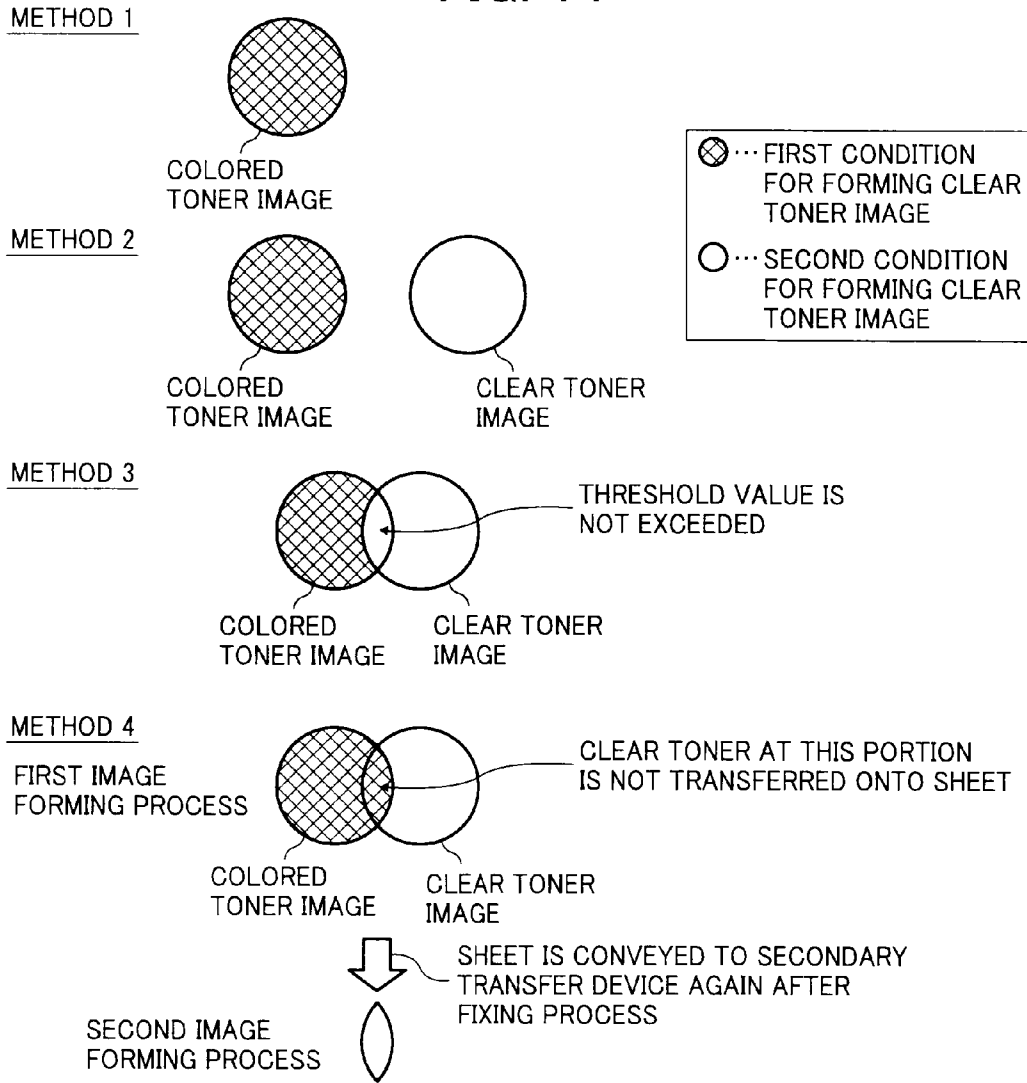 METHOD 1
COLORED
TONER IMAGE
⋯ FIRST CONDITION
FOR FORMING CLEAR
TONER IMAGE
⋯ SECOND CONDITION
FOR FORMING CLEAR
TONER IMAGE
METHOD 2
COLORED
TONER IMAGE
CLEAR TONER
IMAGE
METHOD 3
THRESHOLD VALUE IS
NOT EXCEEDED
COLORED
TONER IMAGE
CLEAR TONER
IMAGE
METHOD 4
FIRST IMAGE
FORMING PROCESS
CLEAR TONER AT THIS PORTION
IS NOT TRANSFERRED ONTO SHEET
COLORED
TONER IMAGE
CLEAR TONER
IMAGE
SHEET IS CONVEYED TO SECONDARY
TRANSFER DEVICE AGAIN AFTER
FIXING PROCESS
SECOND IMAGE
FORMING PROCESS